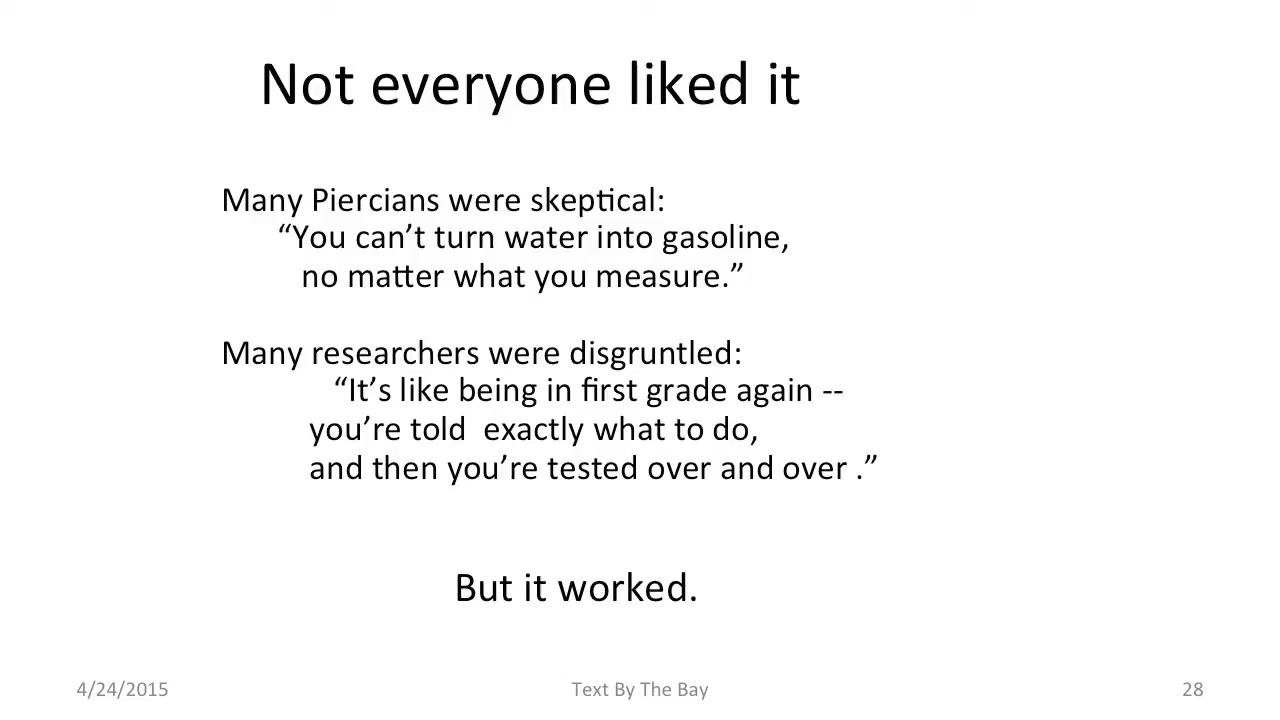 Not everyone liked it
Many Piercians were skeptical:
“You can’t turn water into gasoline,
no matter what you measure.”
Many researchers were disgruntled:
“It’s like being in first grade again --
you’re told  exactly what to do,
and then you’re tested over and over .”
But it worked.
4/24/2015
Text By The Bay
28